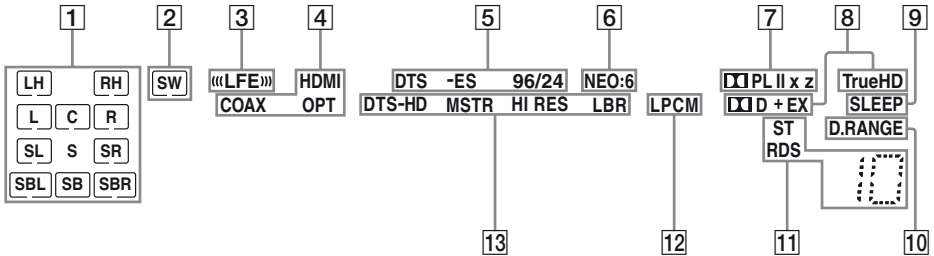 1 2 3 4 5 6 7 8 9
LH RH SW (((LFE))) HDMI DTS -ES 96/24 NEO:6 PL II x z TrueHD
L C R COAX OPT DTS-HD MSTR HI RES LBR LPCM D + EX SLEEP
ST D.RANGE
SL S SR RDS
SBL SB SBR 10
13 12 11 10